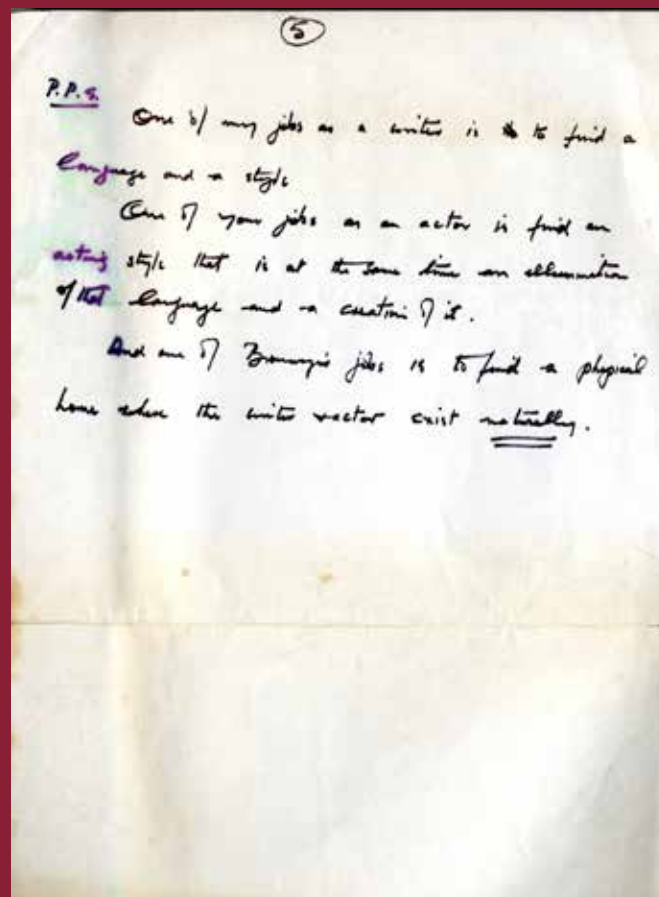 5
P.P.S.
One of my jobs as a writer is to find a
language and a style
One of your jobs as an actor is find an
acting style that is at the same time an illumination
of that language and a creation of it.
And one of jobs is to find a physical
home where the writer + actor exist naturally.